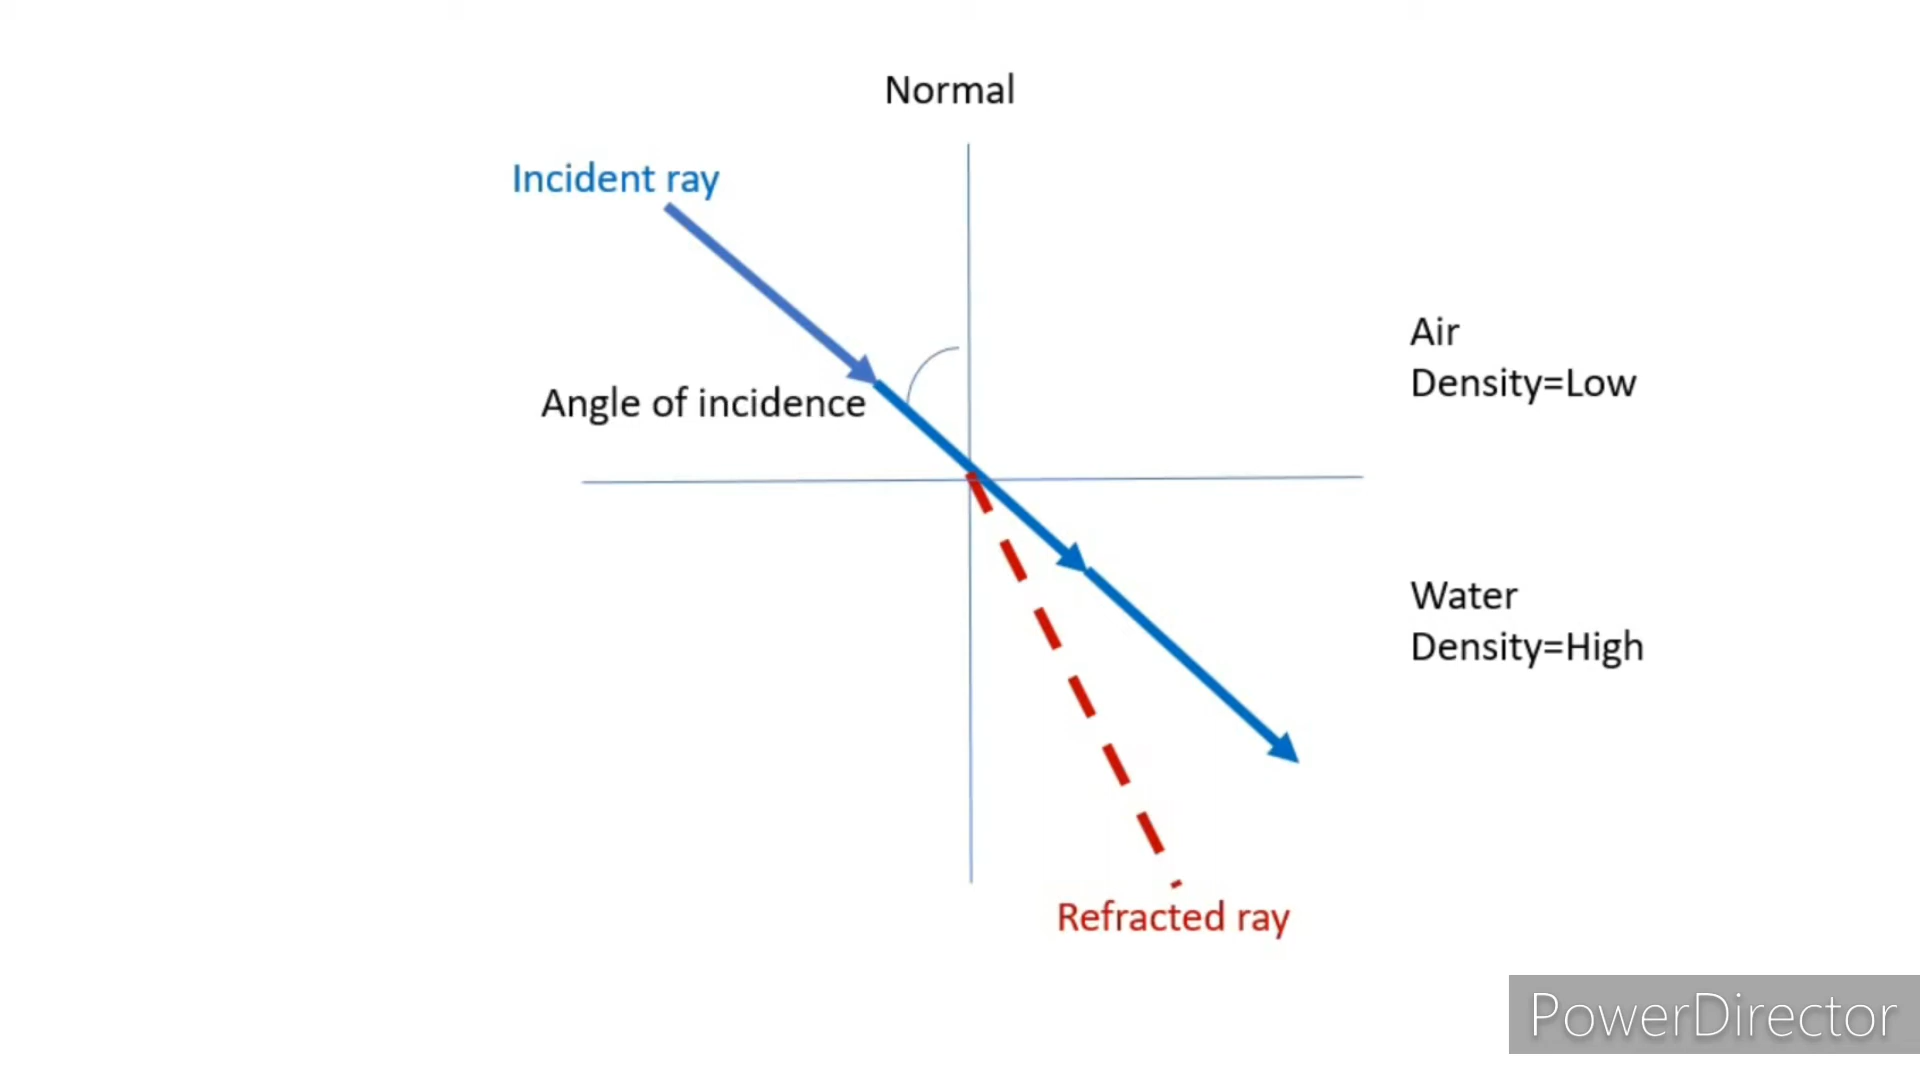 Normal
Incident ray
Air
Density=Low
Angle of incidence
Water
Density=High
Refracted ray
PowerDirector